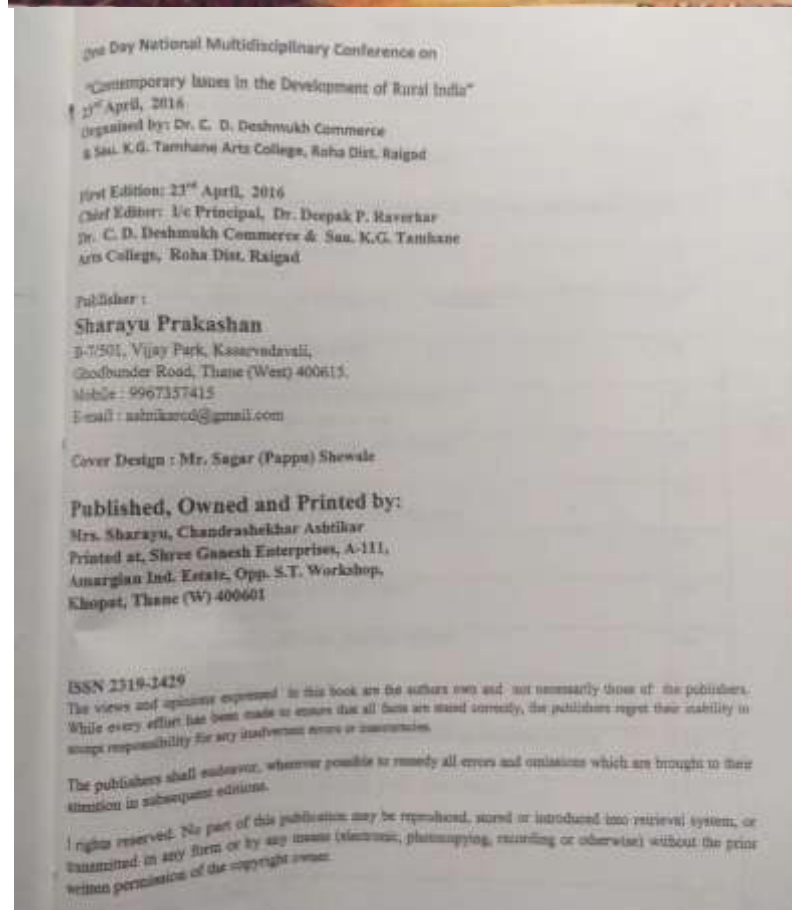 One Day National Multidisciplinary Conference on
"Contemporary Issues in the Development of Rural India"
23rd April, 2016
Organised by: Dr. C. D. Deshmukh Commerce
& Sau. K.G. Tamhane Arts College, Roha Dist. Raigad
First Edition: 23rd April, 2016
Chief Editor: I/c Principal, Dr. Deepak P. Raverkar
Dr. C. D. Deshmukh Commerce & Sau. K.G. Tamhane
Arts College, Roha Dist. Raigad
Publisher :
Sharayu Prakashan
B-7/501, Vijay Park, Kasarvadavali,
Ghodbunder Road, Thane (West) 400615.
Mobile : 9967357415
E-mail :
Cover Design : Mr. Sagar (Pappu) Shewale
Published, Owned and Printed by:
Mrs. Sharayu, Chandrashekhar Ashtikar
Printed at, Shree Ganesh Enterprises, A-111,
Amargian Ind. Estate, Opp. S.T. Workshop,
Khopat, Thane (W) 400601
ISSN 2319-2429
The views and opinions expressed in this book are the authors own and not necessarily those of the publishers.
While every effort has been made to ensure that all facts are stated correctly, the publishers regret their inability to
accept responsibility for any inadvertent errors or inaccuracies.
The publishers shall endeavor, wherever possible to remedy all errors and omissions which are brought to their
attention in subsequent editions.
l rights reserved. No part of this publication may be reproduced, stored or introduced into retrieval system, or
transmitted in any form or by any means (electronic, photocopying, recording or otherwise) without the prior
written permission of the copyright owner.